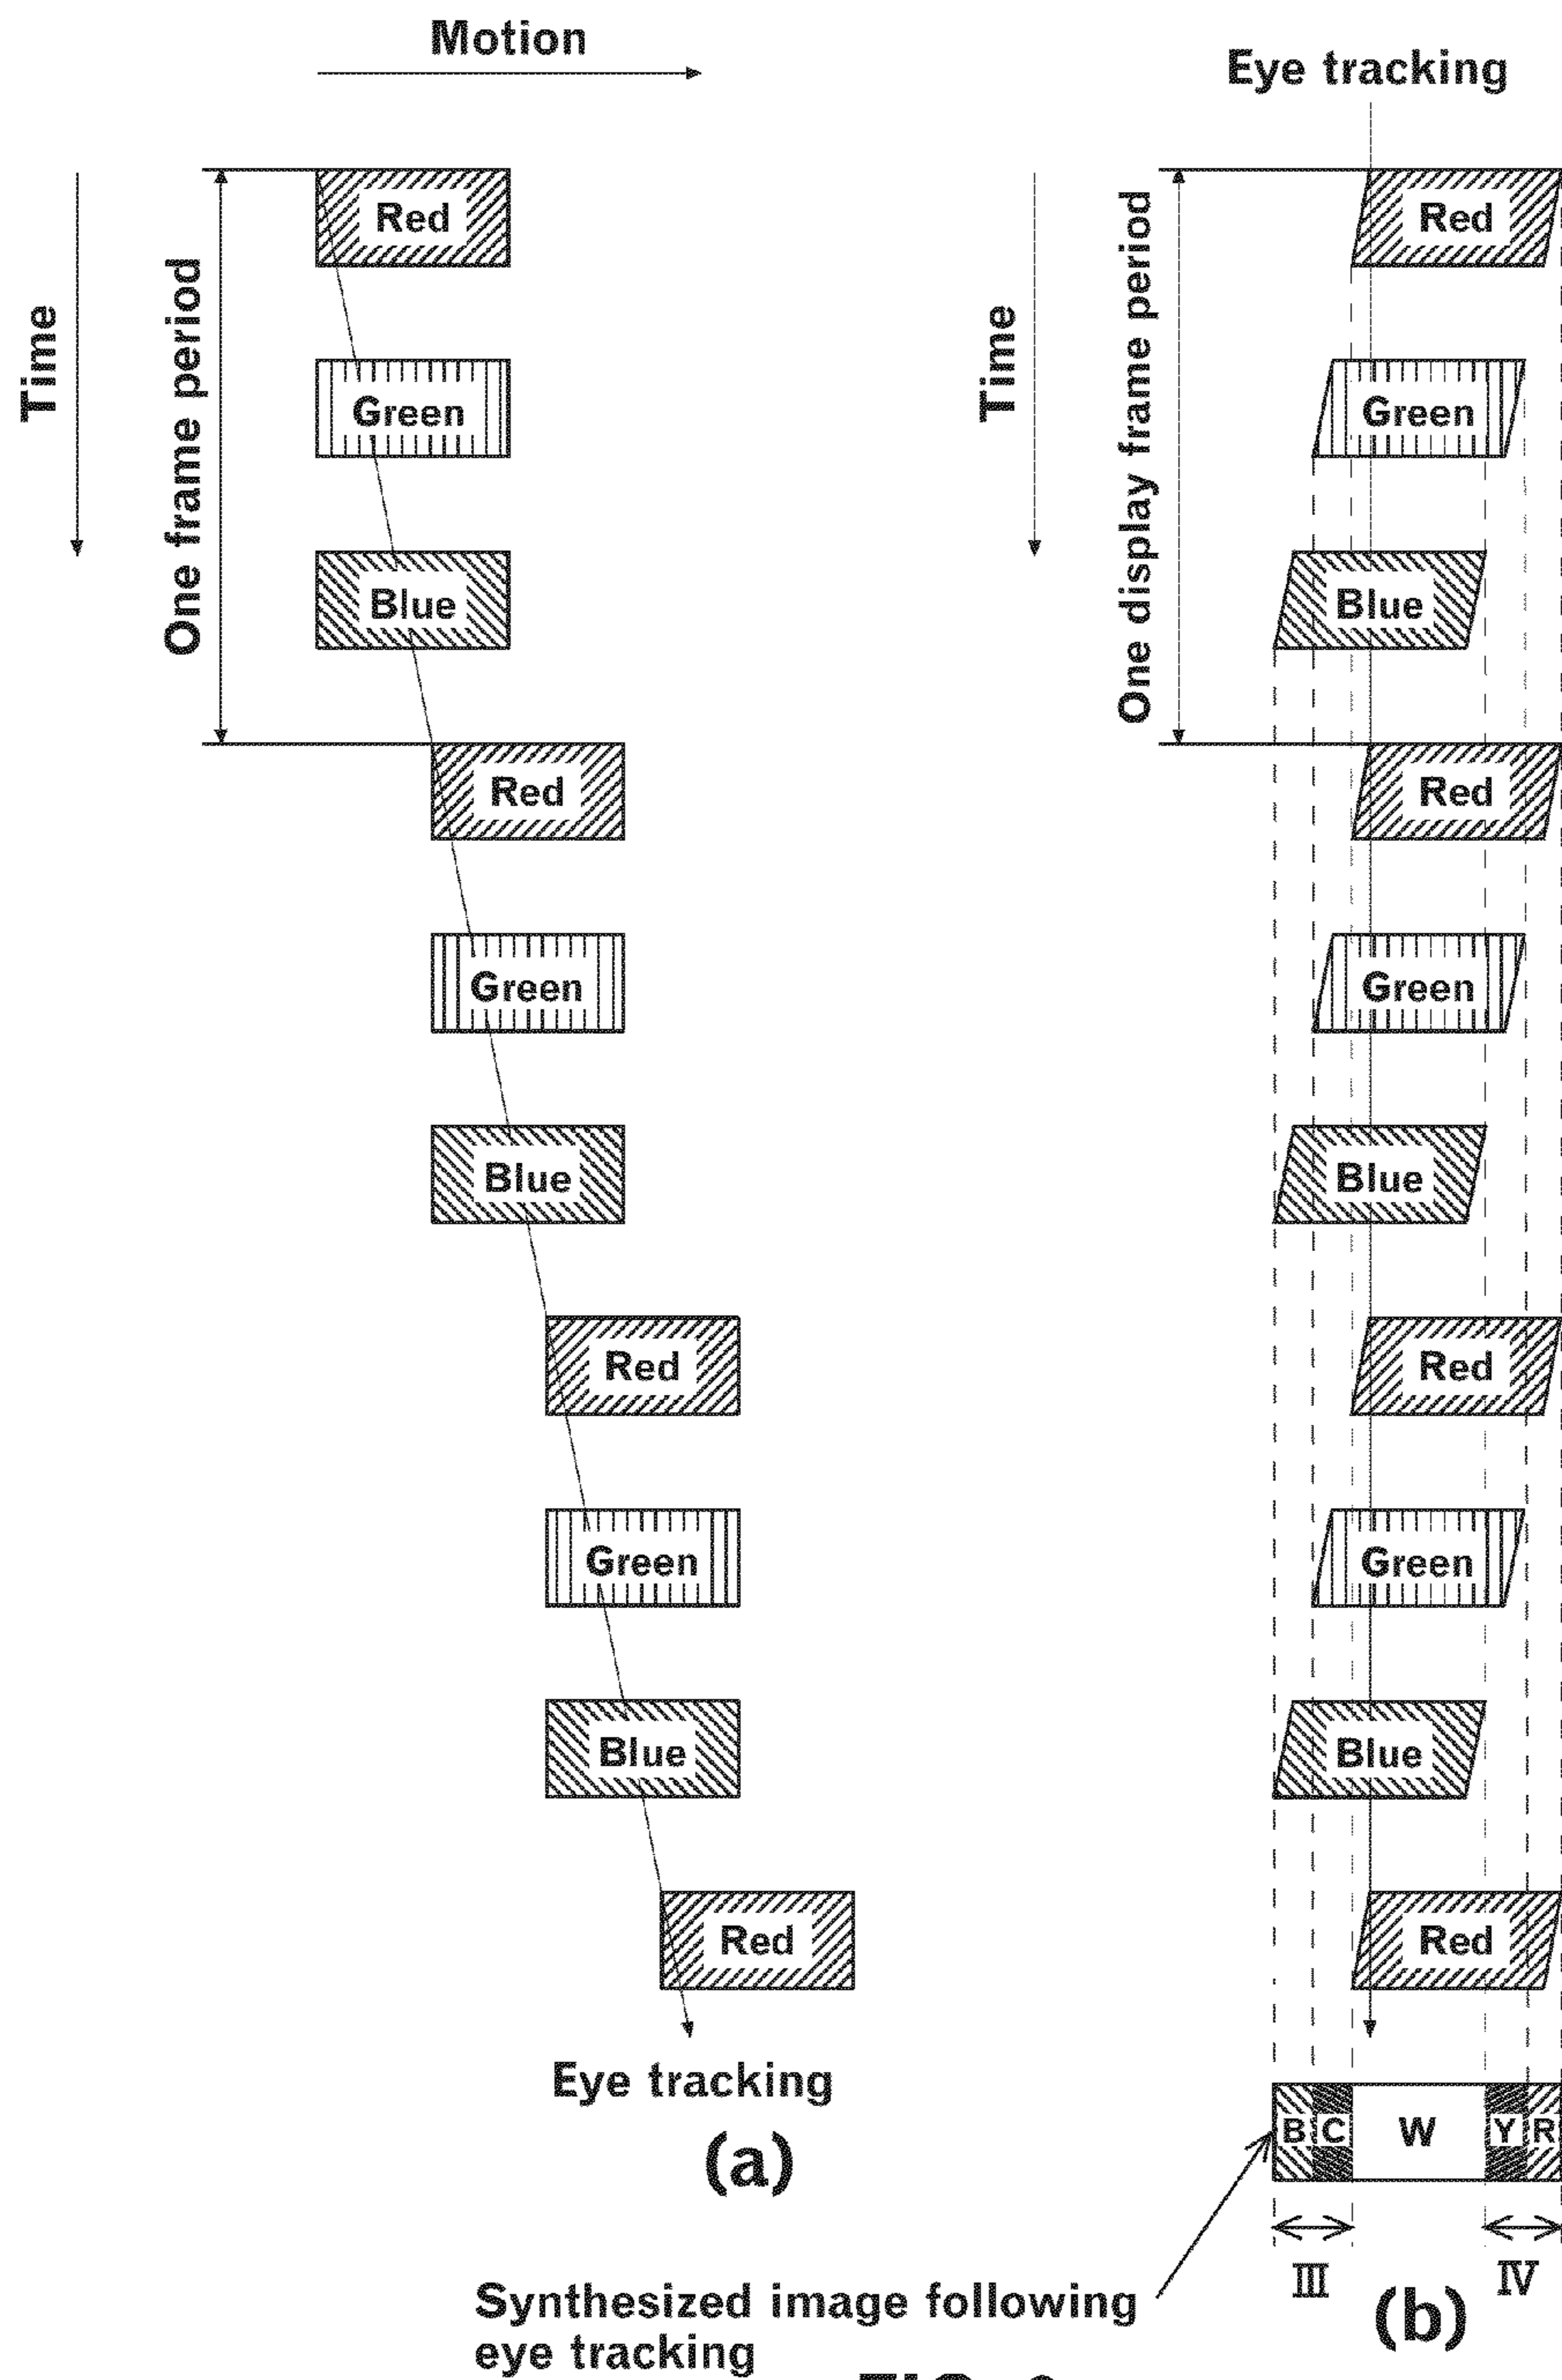 Motion
Time
One frame period
Red
Green
Blue
Red
Green
Blue
Red
Green
Blue
Red
Eye tracking
(a)
Eye tracking
Time
One display frame period
Red
Green
Blue
Red
Green
Blue
Red
Green
Blue
Red
B C W Y R
III IV
(b)
Synthesized image following
eye tracking